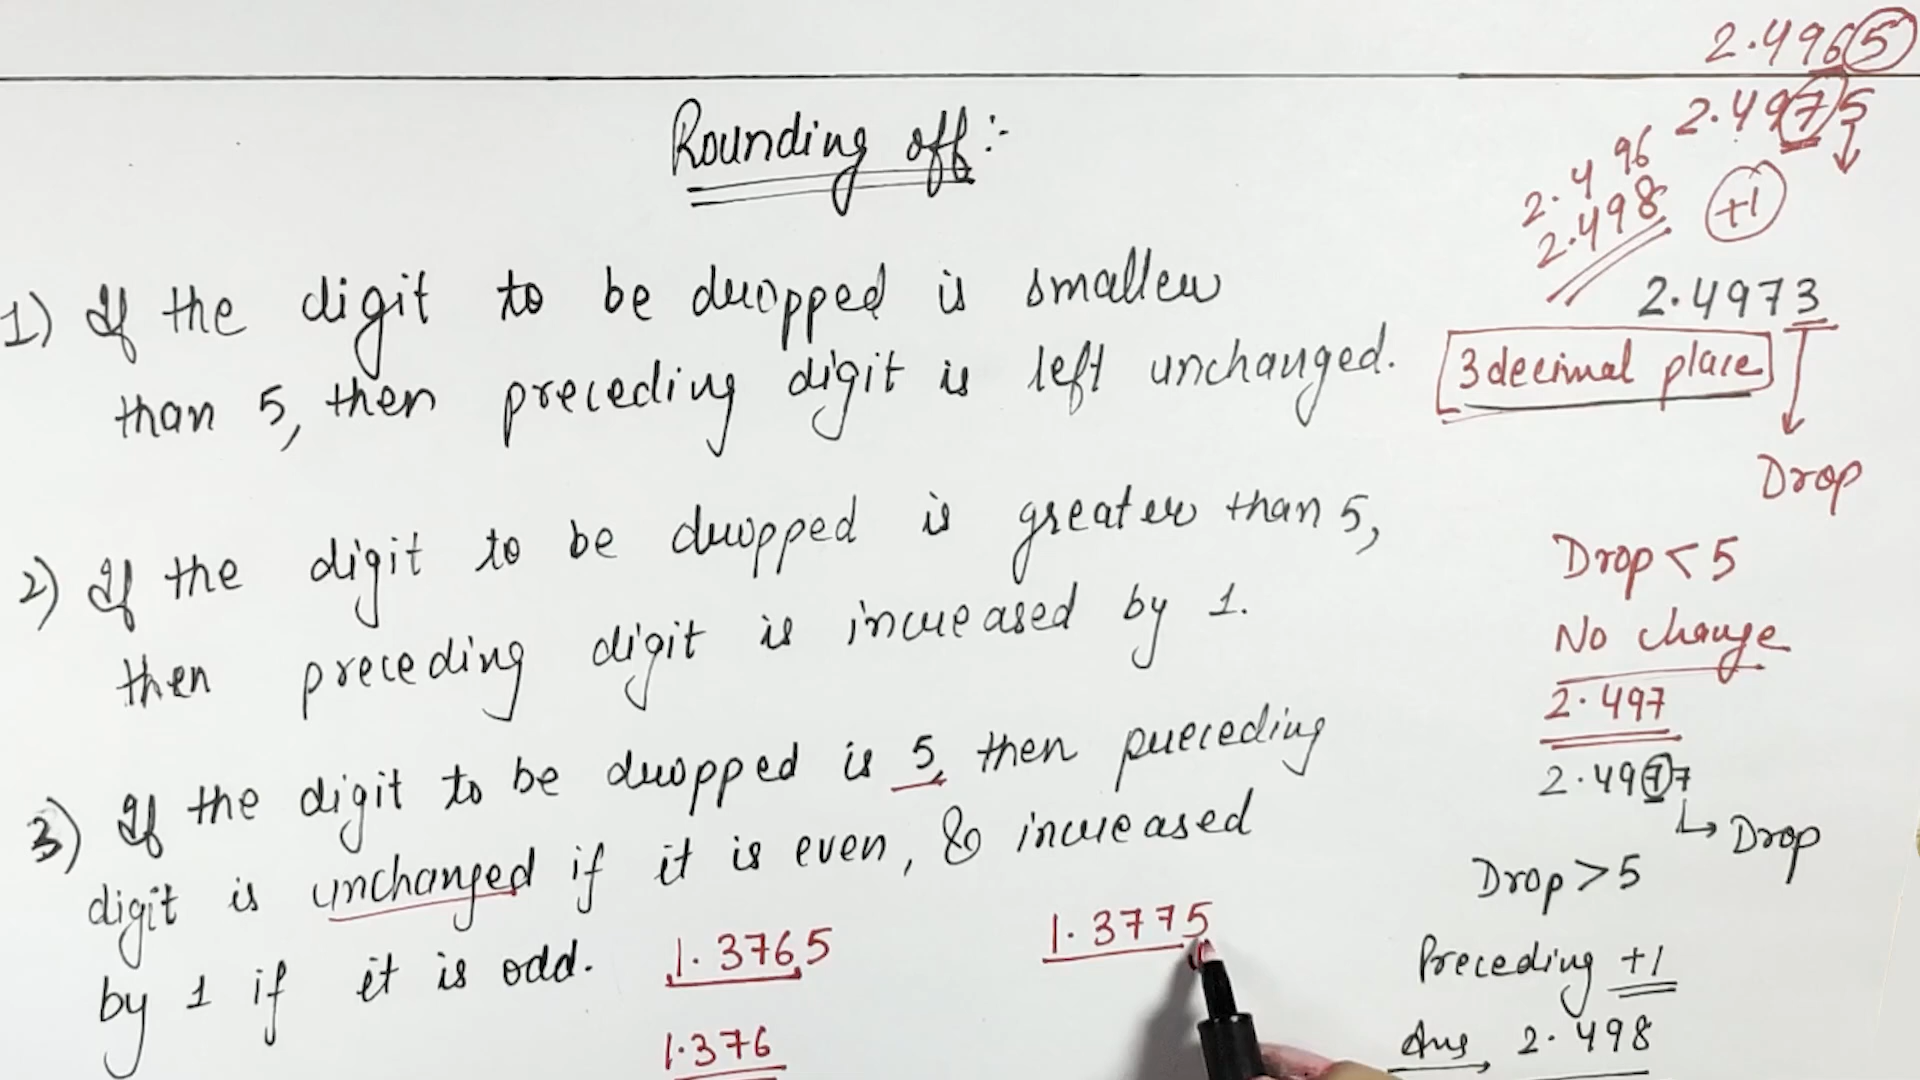 Rounding off :-
1) If the digit to be dropped is smaller
than 5, then preceding digit is left unchanged.
2) If the digit to be dropped is greater than 5,
then preceding digit is increased by 1.
3) If the digit to be dropped is 5, then preceding
digit is unchanged if it is even, & increased
by 1 if it is odd.
1.3765
1.376
1.3775
2.4965
2.4975
2.496
2.498
+1
2.4973
3 decimal place
Drop
Drop < 5
No change
2.497
2.4977
Drop
Drop > 5
Preceding +1
Ans 2.498